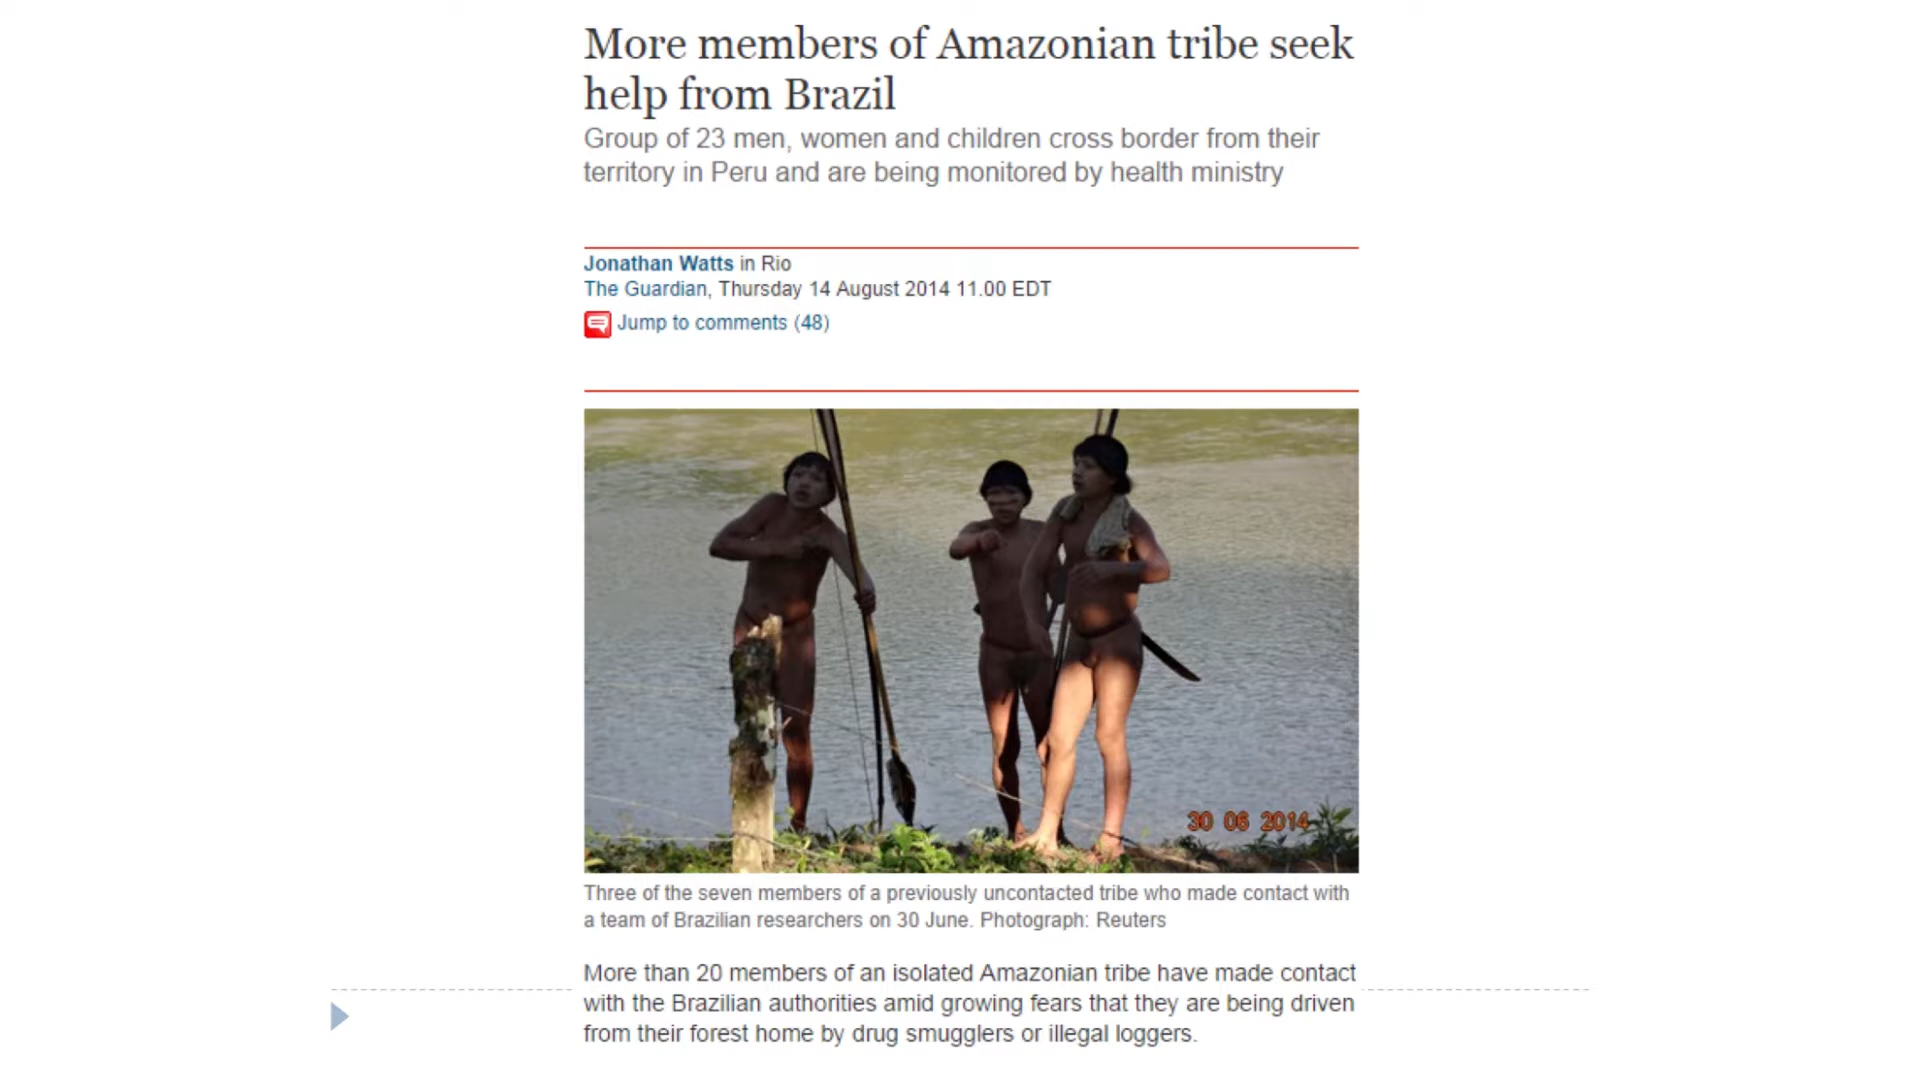 More members of Amazonian tribe seek
help from Brazil
Group of 23 men, women and children cross border from their
territory in Peru and are being monitored by health ministry
Jonathan Watts in Rio
The Guardian, Thursday 14 August 2014 11.00 EDT
Jump to comments (48)
30 06 2014
Three of the seven members of a previously uncontacted tribe who made contact with
a team of Brazilian researchers on 30 June. Photograph: Reuters
More than 20 members of an isolated Amazonian tribe have made contact
with the Brazilian authorities amid growing fears that they are being driven
from their forest home by drug smugglers or illegal loggers.